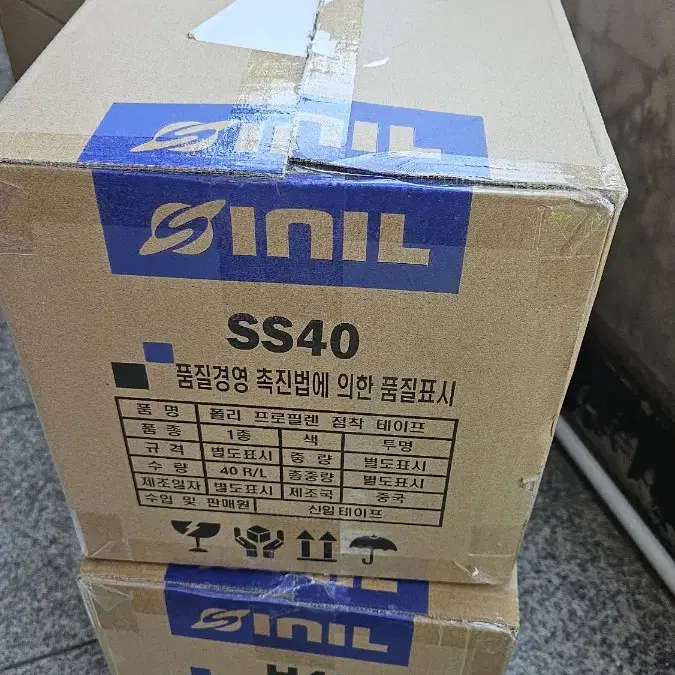 SINIL
SINIL
SS40
품질경영 촉진법에 의한 품질표시
품 명 폴리 프로필렌 점착 테이프
품 종 1종 색 투명
규 격 별도표시 중 량 별도표시
수 량 40 R/L 총중량 별도표시
제조일자 별도표시 제조국 중국
수입 및 판매원 신일테이프
SINIL